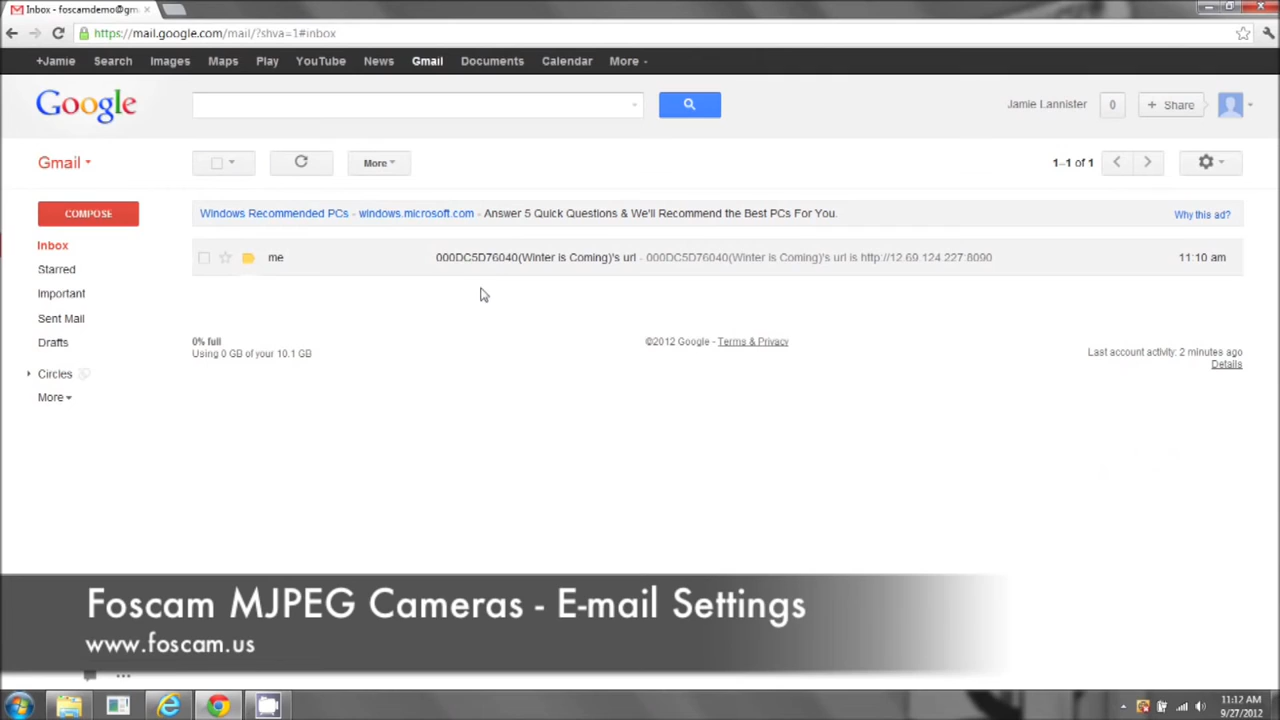 Inbox - foscamdemo@gm
https://mail.google.com/mail/?shva=1#inbox
+Jamie Search Images Maps Play YouTube News Gmail Documents Calendar More
Google
Jamie Lannister 0 + Share
Gmail
More
1–1 of 1
COMPOSE
Windows Recommended PCs - windows.microsoft.com - Answer 5 Quick Questions & We'll Recommend the Best PCs For You.
Why this ad?
Inbox
me 000DC5D76040(Winter is Coming)'s url - 000DC5D76040(Winter is Coming)'s url is http://12.69.124.227:8090 11:10 am
Starred
Important
Sent Mail
Drafts
Circles
More
0% full
Using 0 GB of your 10.1 GB
©2012 Google - Terms & Privacy
Last account activity: 2 minutes ago
Details
Foscam MJPEG Cameras - E-mail Settings
www.foscam.us
11:12 AM
9/27/2012